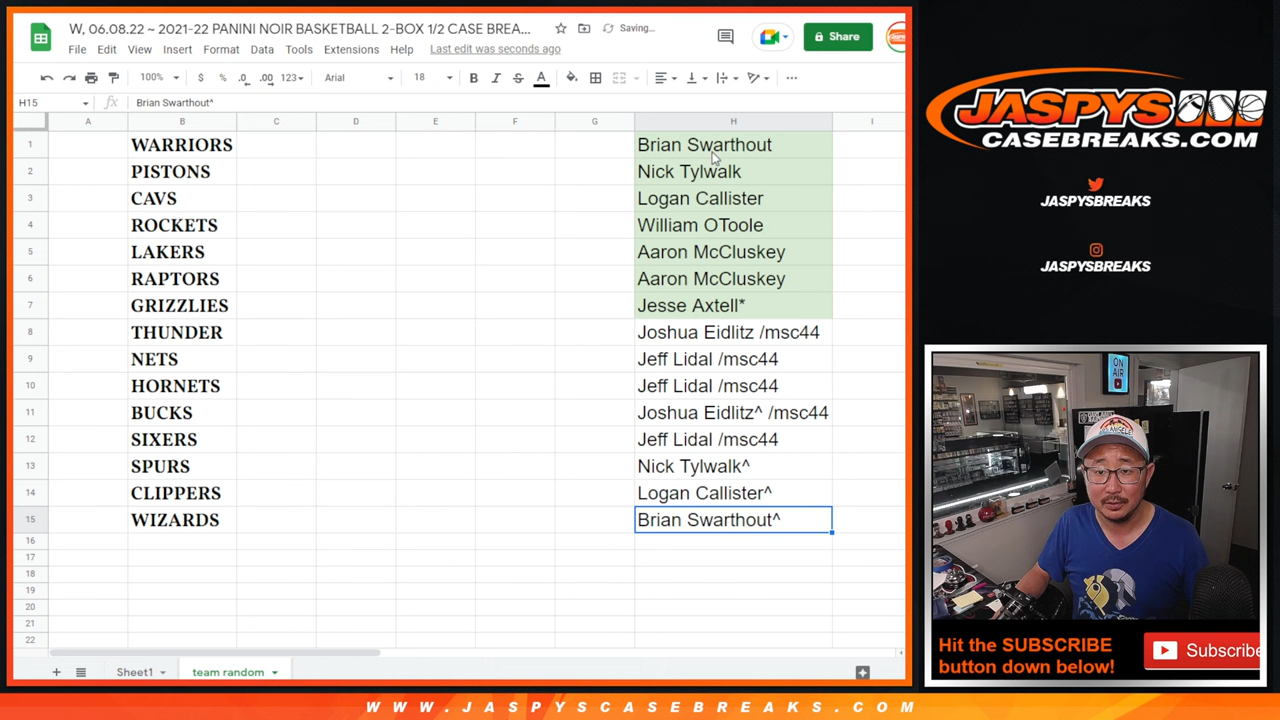 W, 06.08.22 ~ 2021-22 PANINI NOIR BASKETBALL 2-BOX 1/2 CASE BREA...
Saving...
Share
File Edit View Insert Format Data Tools Extensions Help Last edit was seconds ago
100% $ % .0 .00 123 Arial 18 B I S A
H15 fx Brian Swarthout^
A B C D E F G H I
1 WARRIORS Brian Swarthout
2 PISTONS Nick Tylwalk
3 CAVS Logan Callister
4 ROCKETS William OToole
5 LAKERS Aaron McCluskey
6 RAPTORS Aaron McCluskey
7 GRIZZLIES Jesse Axtell*
8 THUNDER Joshua Eidlitz /msc44
9 NETS Jeff Lidal /msc44
10 HORNETS Jeff Lidal /msc44
11 BUCKS Joshua Eidlitz^ /msc44
12 SIXERS Jeff Lidal /msc44
13 SPURS Nick Tylwalk^
14 CLIPPERS Logan Callister^
15 WIZARDS Brian Swarthout^
16
17
18
19
20
21
22
Sheet1 team random
JASPYS
CASEBREAKS.COM
JASPYSBREAKS
JASPYSBREAKS
ON
AIR
Hit the SUBSCRIBE
button down below!
Subscribe
WWW.JASPYSCASEBREAKS.COM